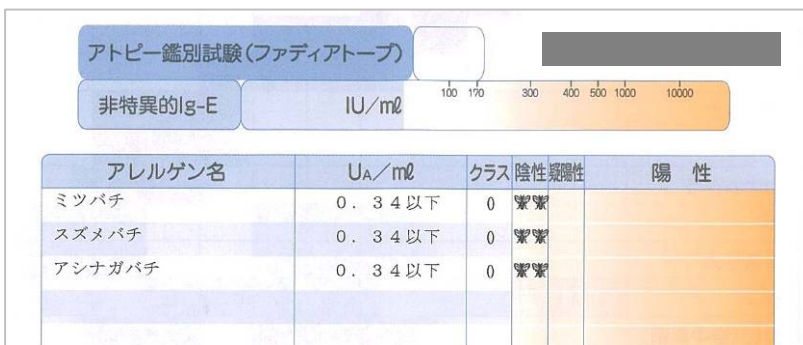 アトピー鑑別試験(ファディアトープ)
非特異的Ig-E IU/ml 100 170 300 400 500 1000 10000
アレルゲン名 UA/ml クラス 陰性 疑陽性 陽 性
ミツバチ 0.34以下 0
スズメバチ 0.34以下 0
アシナガバチ 0.34以下 0